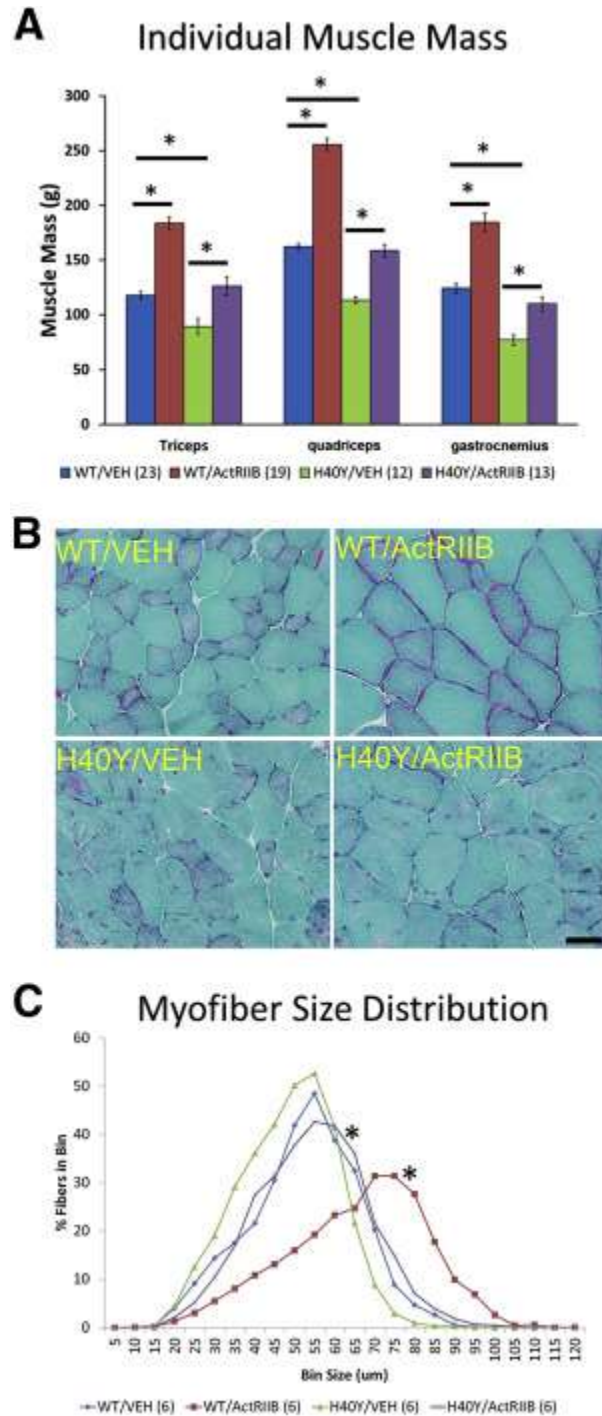 A
Individual Muscle Mass
Muscle Mass (g)
300
250
200
150
100
50
0
* * * * * * * * *
Triceps quadriceps gastrocnemius
WT/VEH (23) WT/ActRIIB (19) H40Y/VEH (12) H40Y/ActRIIB (13)
B
WT/VEH WT/ActRIIB
H40Y/VEH H40Y/ActRIIB
C
Myofiber Size Distribution
% Fibers in Bin
60
50
40
30
20
10
0
* *
5 10 15 20 25 30 35 40 45 50 55 60 65 70 75 80 85 90 95 100 105 110 115 120
Bin Size (um)
WT/VEH (6) WT/ActRIIB (6) H40Y/VEH (6) H40Y/ActRIIB (6)